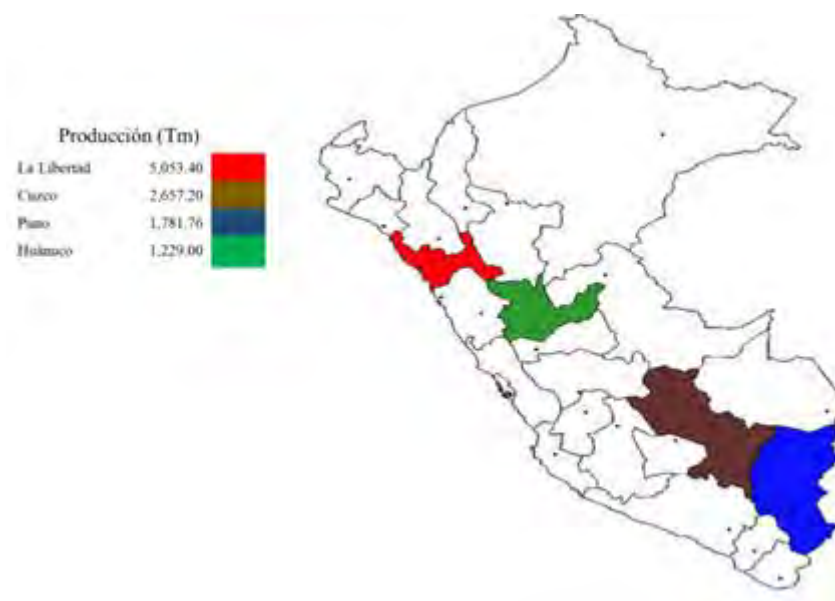 Producción (Tm)
La Libertad 5,053.40
Cuzco 2,657.20
Puno 1,781.76
Huánuco 1,229.00